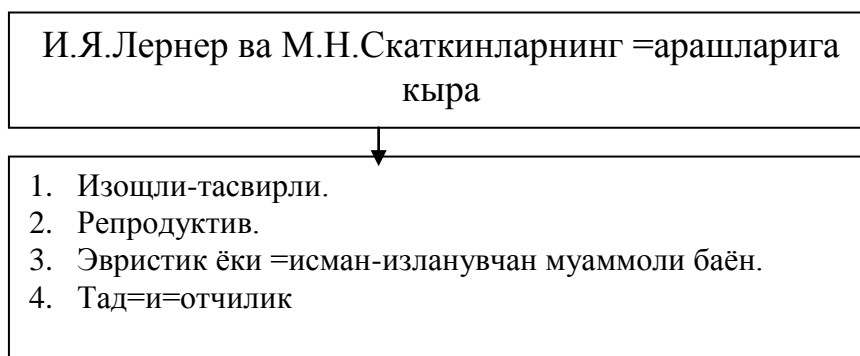 И.Я.Лернер ва М.Н.Скаткинларнинг =арашларига
кыра
1. Изощли-тасвирли.
2. Репродуктив.
3. Эвристик ёки =исман-изланувчан муаммоли баён.
4. Тад=и=отчилик